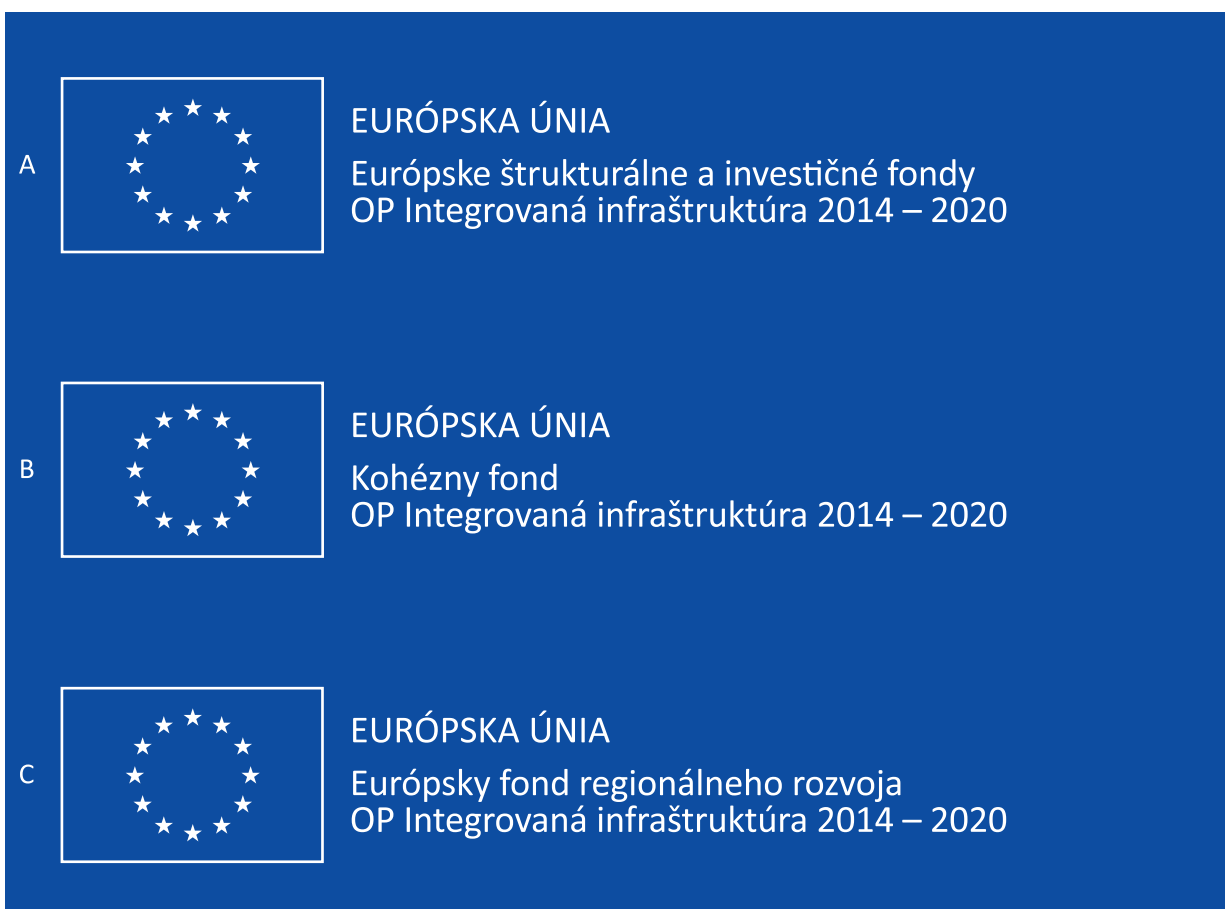 A
EURÓPSKA ÚNIA
Európske štrukturálne a investičné fondy
OP Integrovaná infraštruktúra 2014 – 2020
B
EURÓPSKA ÚNIA
Kohézny fond
OP Integrovaná infraštruktúra 2014 – 2020
C
EURÓPSKA ÚNIA
Európsky fond regionálneho rozvoja
OP Integrovaná infraštruktúra 2014 – 2020